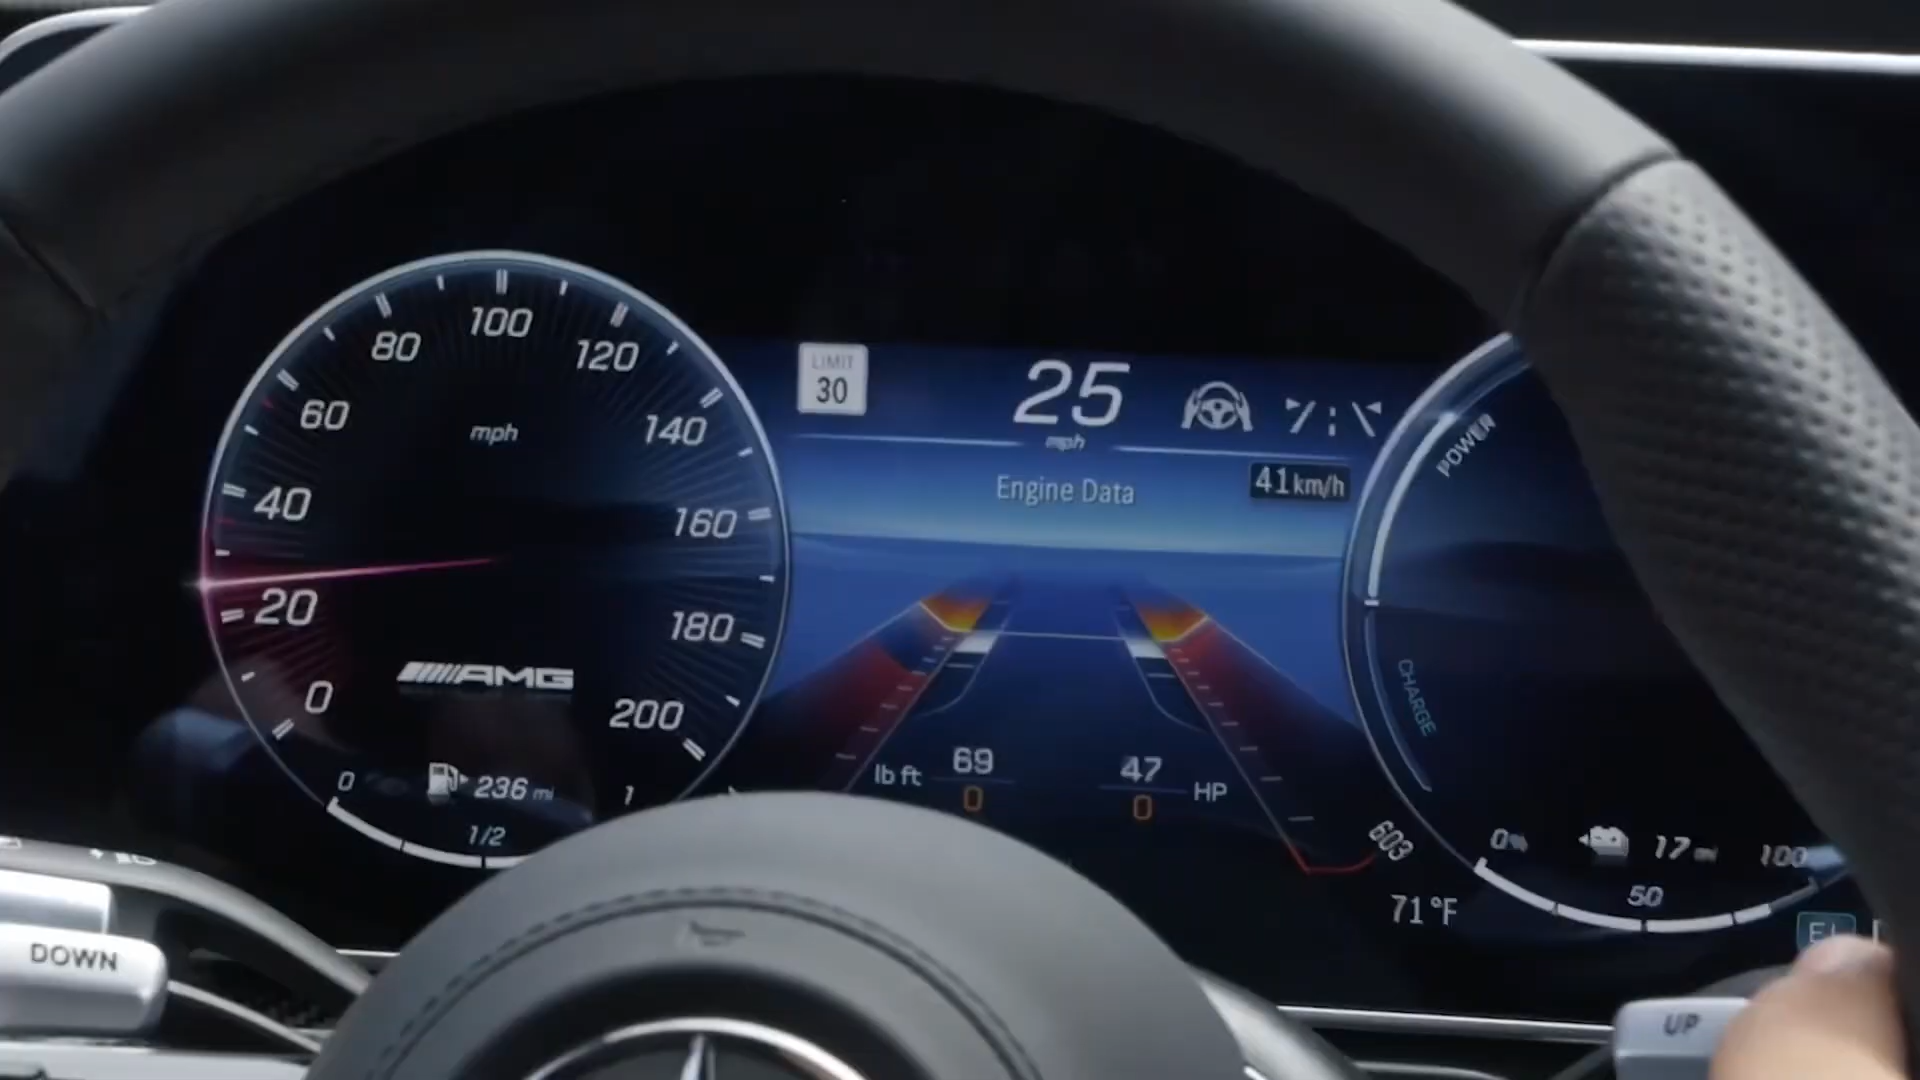 100
80
120
60
140
mph
40
160
20
180
0
200
AMG
0
236 mi
1
1/2
LIMIT
30
25
mph
Engine Data
41 km/h
lb ft
69
0
47
0
HP
603
71°F
POWER
CHARGE
0%
17 mi
100
50
EL
DOWN
UP